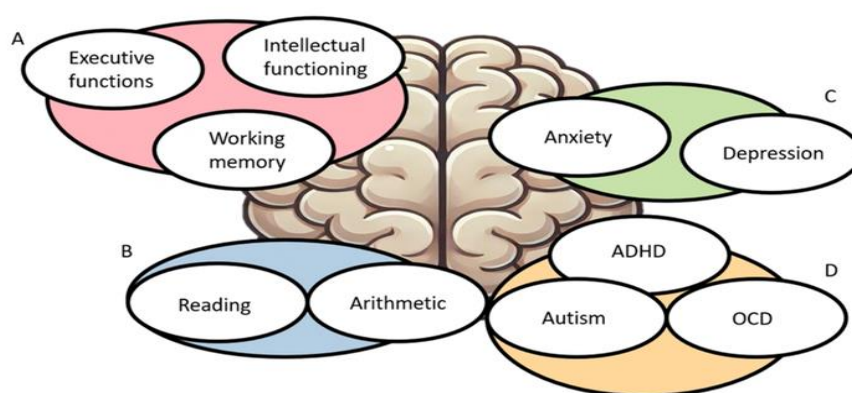 A
Executive
functions
Intellectual
functioning
Working
memory
C
Anxiety
Depression
B
Reading
Arithmetic
D
ADHD
Autism
OCD